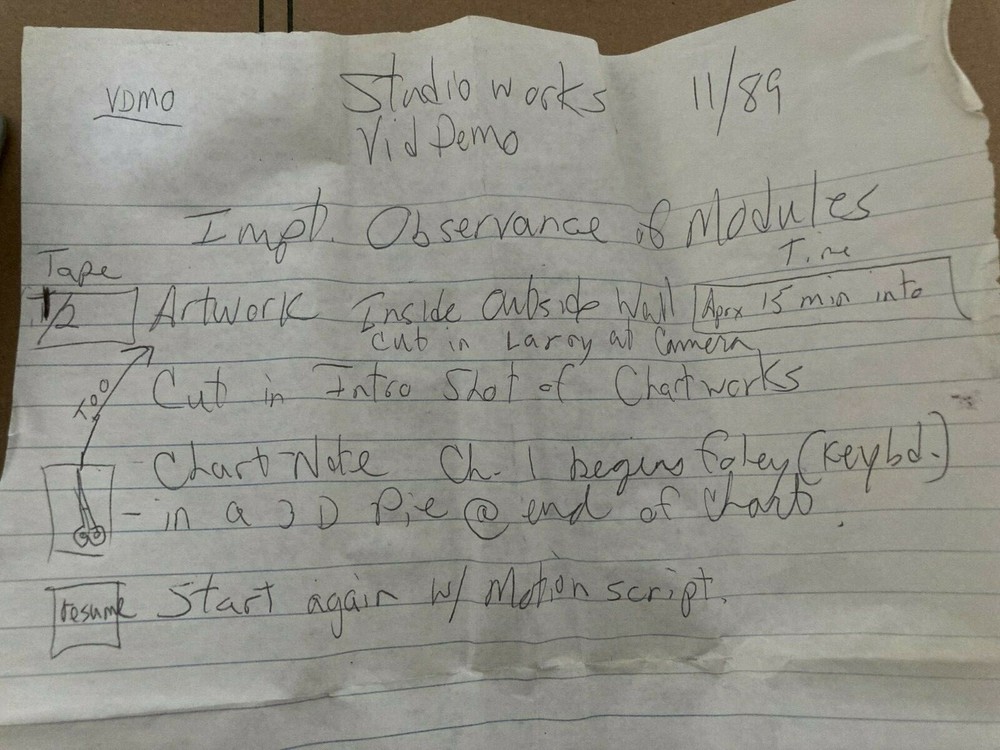 VDMO
Studio works 11/89
Vid Demo
Impt. Observance of Modules
Tape
Time
1/2 Artwork Inside Outside Wall Aprx 15 min into
Cut in Laroy at Camera
to
Cut in Intro Shot of Chartworks
- Chart Note Ch. 1 begins foley (Keybd.)
- in a 3D Pie @ end of Chart.
resume Start again w/ Motion script.